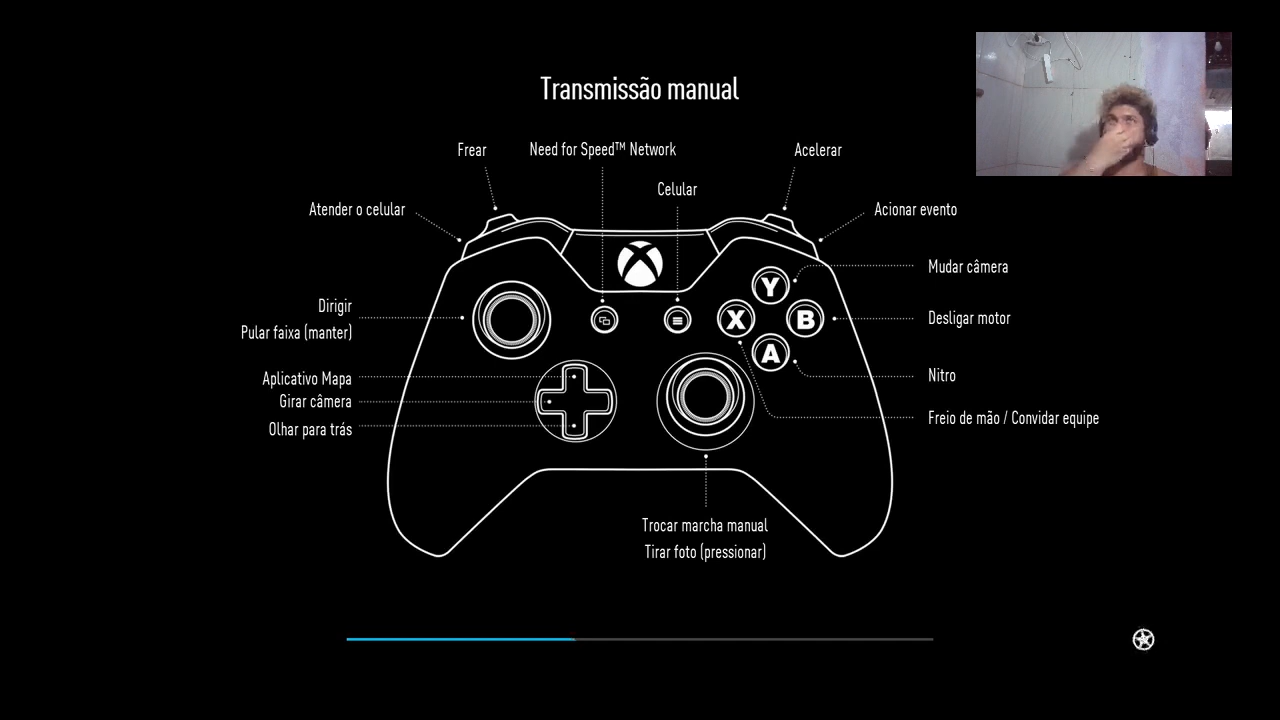 Transmissão manual
Frear
Need for Speed™ Network
Acelerar
Celular
Atender o celular
Acionar evento
Mudar câmera
Y
Dirigir
X
B
Desligar motor
Pular faixa (manter)
A
Aplicativo Mapa
Nitro
Girar câmera
Freio de mão / Convidar equipe
Olhar para trás
Trocar marcha manual
Tirar foto (pressionar)